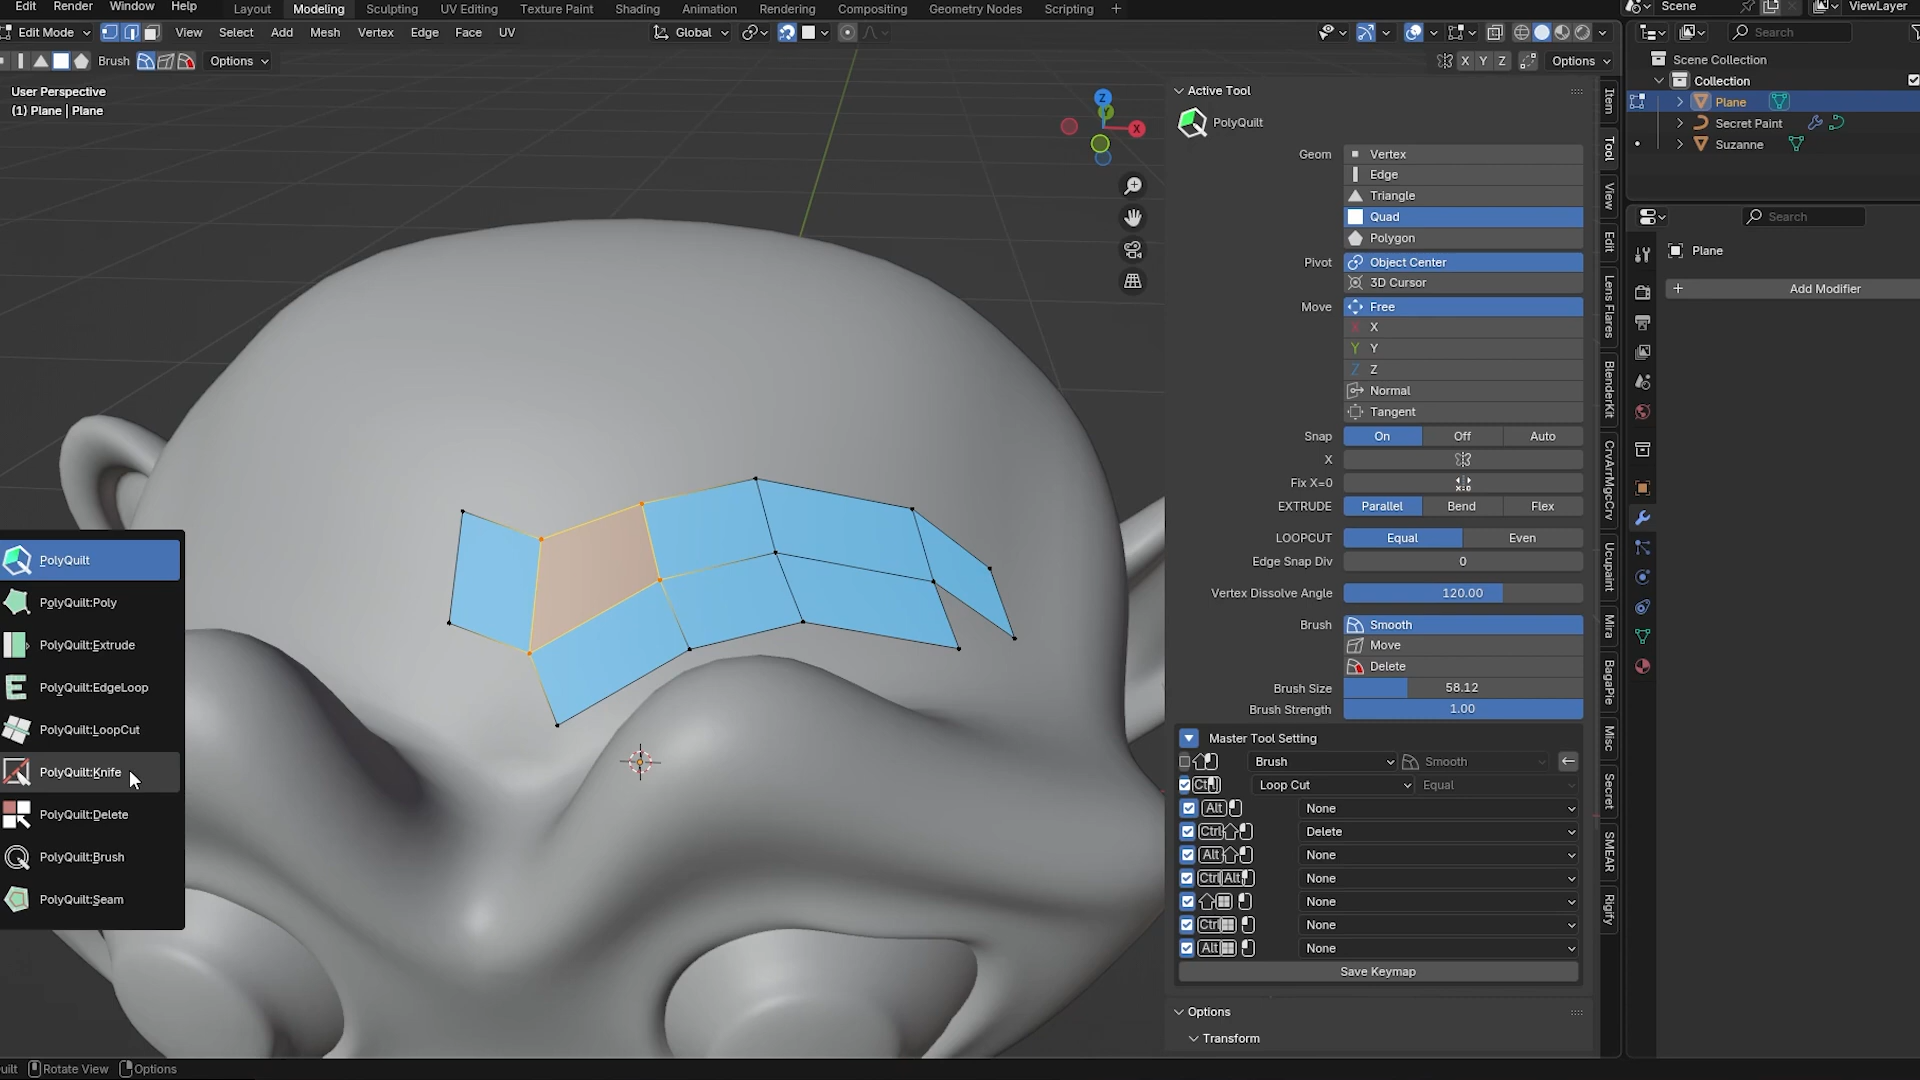 Edit Render Window Help Layout Modeling Sculpting UV Editing Texture Paint Shading Animation Rendering Compositing Geometry Nodes Scripting + Scene ViewLayer
Edit Mode View Select Add Mesh Vertex Edge Face UV Global Search
Brush Options X Y Z Options
Scene Collection
Collection
Plane
Secret Paint
Suzanne
User Perspective
(1) Plane | Plane
Z
Y
X
Active Tool
PolyQuilt
Geom Vertex
Edge
Triangle
Quad
Polygon
Pivot Object Center
3D Cursor
Move Free
X X
Y Y
Z Z
Normal
Tangent
Snap On Off Auto
X
Fix X=0
EXTRUDE Parallel Bend Flex
LOOPCUT Equal Even
Edge Snap Div 0
Vertex Dissolve Angle 120.00
Brush Smooth
Move
Delete
Brush Size 58.12
Brush Strength 1.00
Master Tool Setting
Brush Smooth
Ctrl Loop Cut Equal
Alt None
Ctrl Delete
Alt None
Ctrl Alt None
None
Ctrl None
Alt None
Save Keymap
Options
Transform
Item
Tool
View
Edit
Lens Flares
BlenderKit
CrvArrMgcCrv
Ucupaint
Mira
BagaPie
Misc
Secret
SMEAR
Rigify
Search
Plane
+ Add Modifier
PolyQuilt
PolyQuilt:Poly
PolyQuilt:Extrude
PolyQuilt:EdgeLoop
PolyQuilt:LoopCut
PolyQuilt:Knife
PolyQuilt:Delete
PolyQuilt:Brush
PolyQuilt:Seam
uilt Rotate View Options